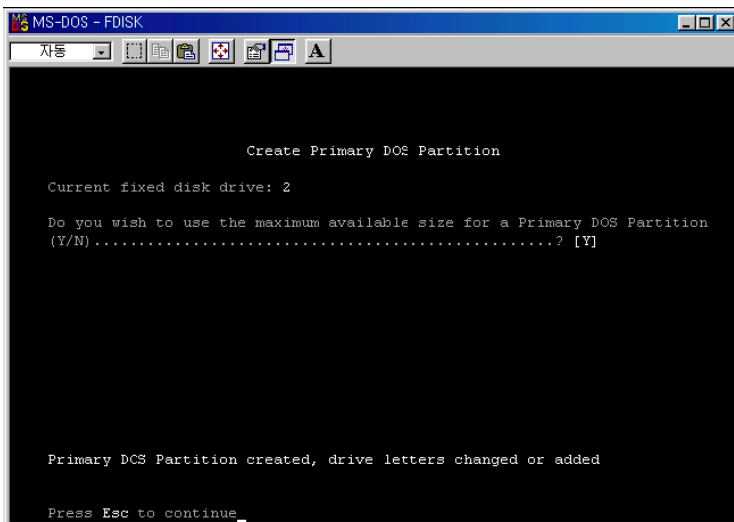 MS-DOS - FDISK
자동
A
Create Primary DOS Partition
Current fixed disk drive: 2
Do you wish to use the maximum available size for a Primary DOS Partition
(Y/N)...................................................? [Y]
Primary DOS Partition created, drive letters changed or added
Press Esc to continue_